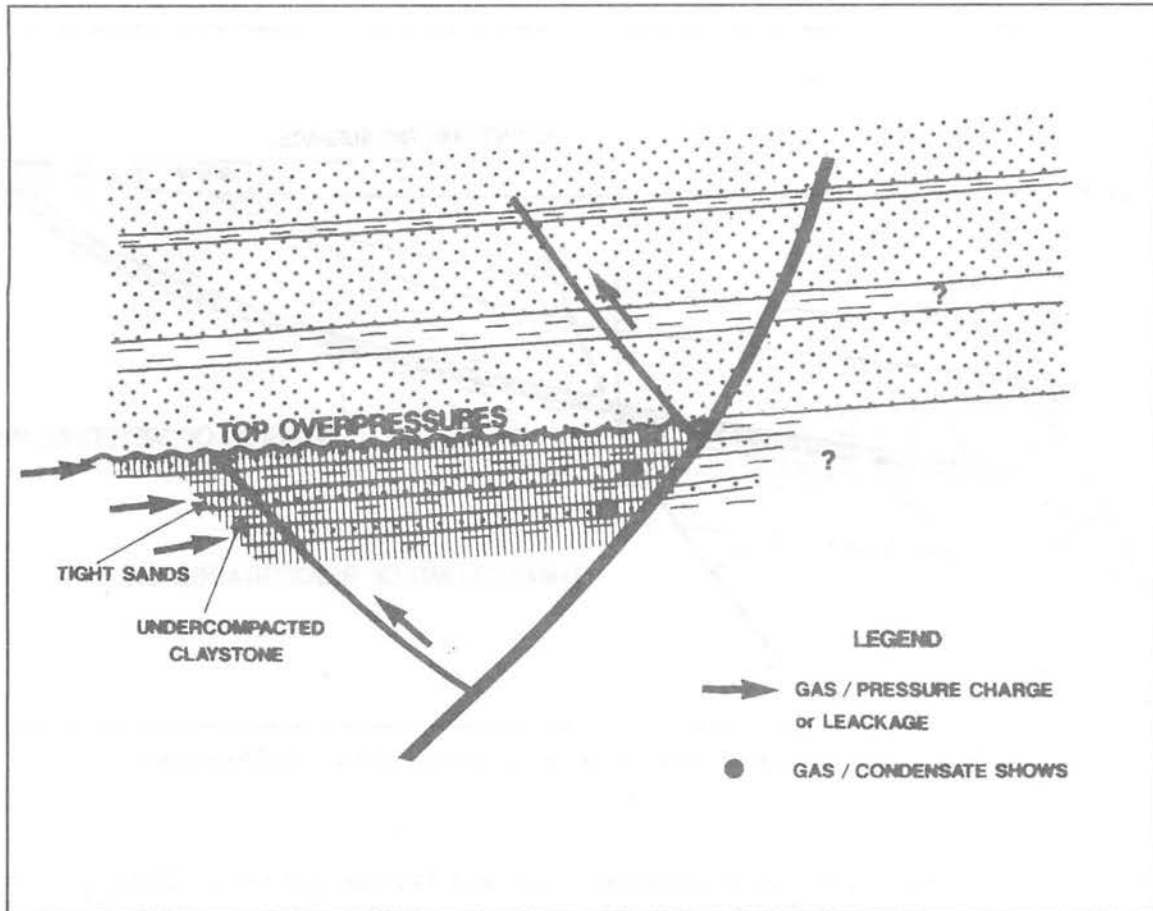 ?
TOP OVERPRESSURES
?
TIGHT SANDS
UNDERCOMPACTED
CLAYSTONE
LEGEND
GAS / PRESSURE CHARGE
or LEACKAGE
GAS / CONDENSATE SHOWS